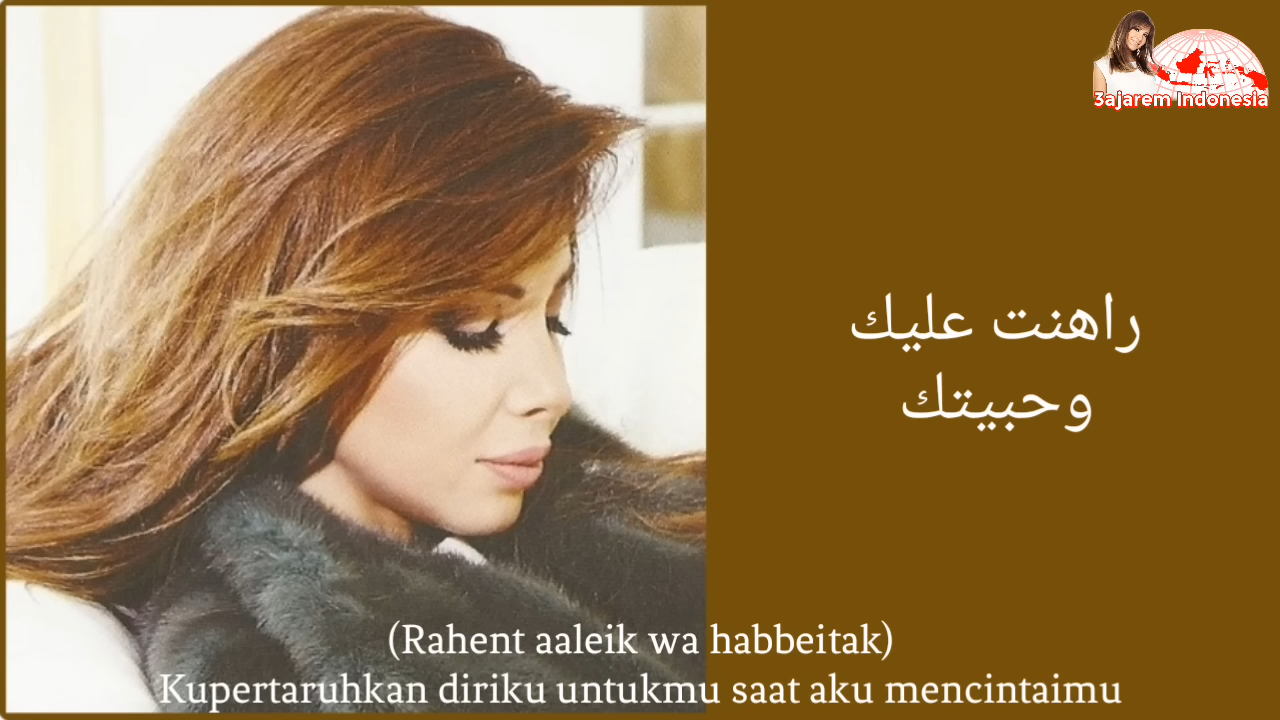 3ajarem Indonesia
راهنت عليك
وحبيتك
(Rahent aaleik wa habbeitak)
Kupertaruhkan diriku untukmu saat aku mencintaimu